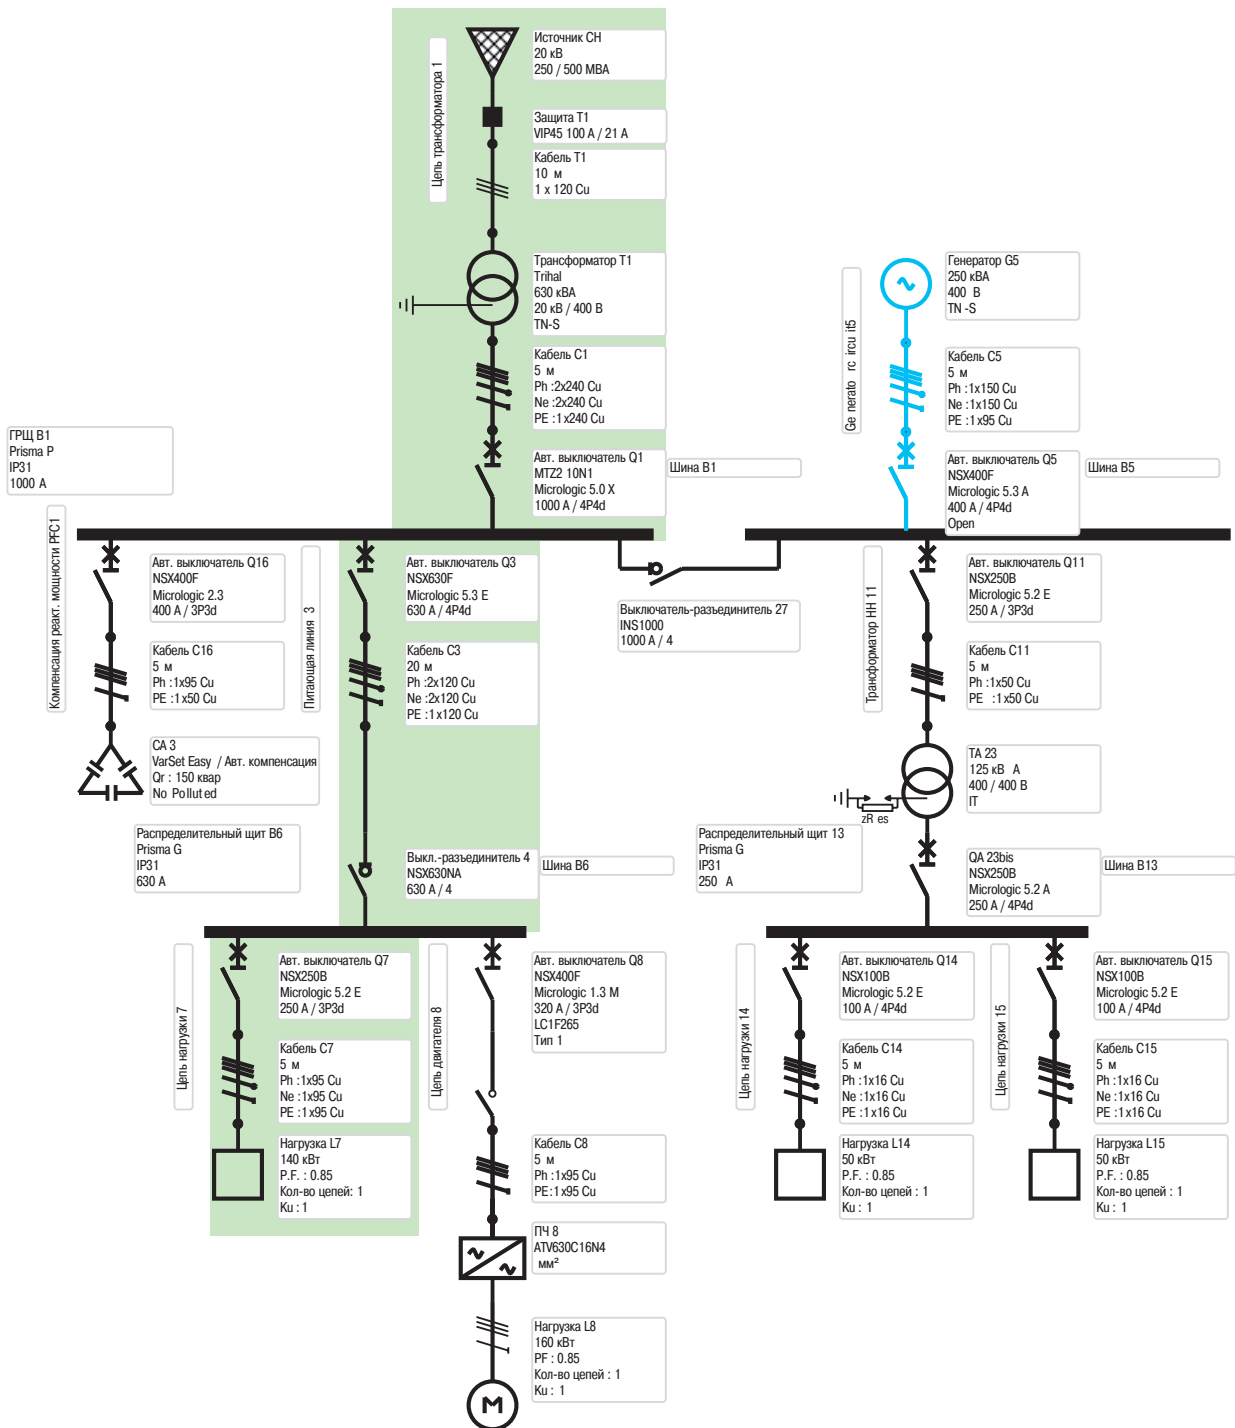 Цепь трансформатора 1
Источник СН
20 кВ
250 / 500 МВА
Защита T1
VIP45 100 A / 21 A
Кабель T1
10 м
1 x 120 Cu
Трансформатор T1
Trihal
630 кВА
20 кВ / 400 В
TN-S
Кабель C1
5 м
Ph :2x240 Cu
Ne :2x240 Cu
PE :1x240 Cu
Авт. выключатель Q1
MTZ2 10N1
Micrologic 5.0 X
1000 A / 4P4d
Шина B1
Ge nerato rc ircu it5
Генератор G5
250 кВА
400 В
TN -S
Кабель C5
5 м
Ph :1x150 Cu
Ne :1x150 Cu
PE :1x95 Cu
Авт. выключатель Q5
NSX400F
Micrologic 5.3 A
400 A / 4P4d
Open
Шина B5
ГРЩ B1
Prisma P
IP31
1000 A
Компенсация реакт. мощности PFC1
Авт. выключатель Q16
NSX400F
Micrologic 2.3
400 A / 3P3d
Кабель C16
5 м
Ph :1x95 Cu
PE :1x50 Cu
CA 3
VarSet Easy / Авт. компенсация
Qr : 150 квар
No Polluted
Питающая линия 3
Авт. выключатель Q3
NSX630F
Micrologic 5.3 E
630 A / 4P4d
Кабель C3
20 м
Ph :2x120 Cu
Ne :2x120 Cu
PE :1x120 Cu
Выключатель-разъединитель 27
INS1000
1000 A / 4
Трансформатор НН 11
Авт. выключатель Q11
NSX250B
Micrologic 5.2 E
250 A / 3P3d
Кабель C11
5 м
Ph :1x50 Cu
PE :1x50 Cu
TA 23
125 кВ А
400 / 400 В
IT
zR es
Распределительный щит B6
Prisma G
IP31
630 A
Выкл.-разъединитель 4
NSX630NA
630 A / 4
Шина B6
Распределительный щит 13
Prisma G
IP31
250 A
QA 23bis
NSX250B
Micrologic 5.2 A
250 A / 4P4d
Шина B13
Цепь нагрузки 7
Авт. выключатель Q7
NSX250B
Micrologic 5.2 E
250 A / 3P3d
Кабель C7
5 м
Ph :1x95 Cu
Ne :1x95 Cu
PE :1x95 Cu
Нагрузка L7
140 кВт
P.F. : 0.85
Кол-во цепей: 1
Ku : 1
Цепь двигателя 8
Авт. выключатель Q8
NSX400F
Micrologic 1.3 M
320 A / 3P3d
LC1F265
Тип 1
Кабель C8
5 м
Ph :1x95 Cu
PE:1x95 Cu
ПЧ 8
ATV630C16N4
мм²
Нагрузка L8
160 кВт
PF : 0.85
Кол-во цепей : 1
Ku : 1
M
Цепь нагрузки 14
Авт. выключатель Q14
NSX100B
Micrologic 5.2 E
100 A / 4P4d
Кабель C14
5 м
Ph :1x16 Cu
Ne :1x16 Cu
PE :1x16 Cu
Нагрузка L14
50 кВт
P.F. : 0.85
Кол-во цепей : 1
Ku : 1
Цепь нагрузки 15
Авт. выключатель Q15
NSX100B
Micrologic 5.2 E
100 A / 4P4d
Кабель C15
5 м
Ph :1x16 Cu
Ne :1x16 Cu
PE :1x16 Cu
Нагрузка L15
50 кВт
P.F. : 0.85
Кол-во цепей : 1
Ku : 1